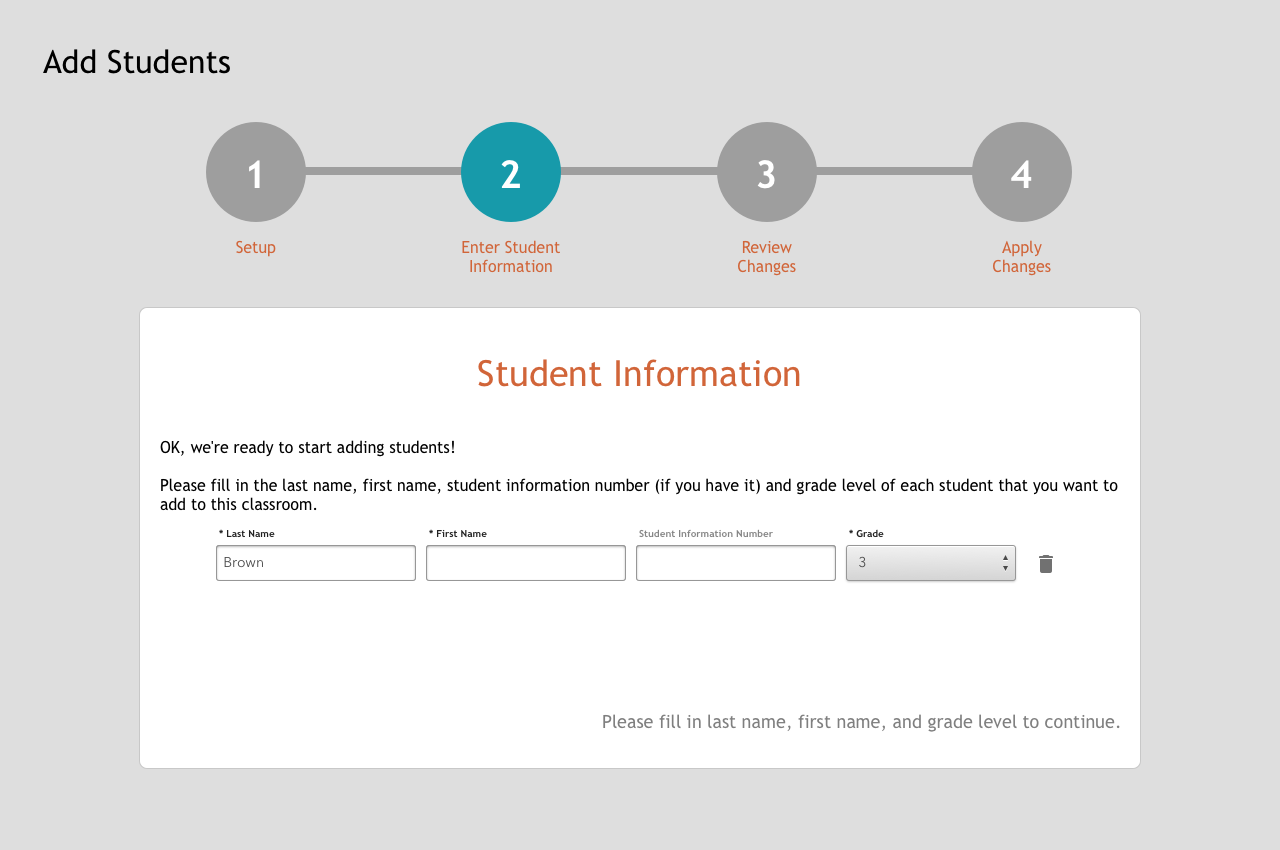 Add Students
1
2
3
4
Setup
Enter Student
Information
Review
Changes
Apply
Changes
Student Information
OK, we're ready to start adding students!
Please fill in the last name, first name, student information number (if you have it) and grade level of each student that you want to
add to this classroom.
* Last Name
* First Name
Student Information Number
* Grade
Brown
3
Please fill in last name, first name, and grade level to continue.